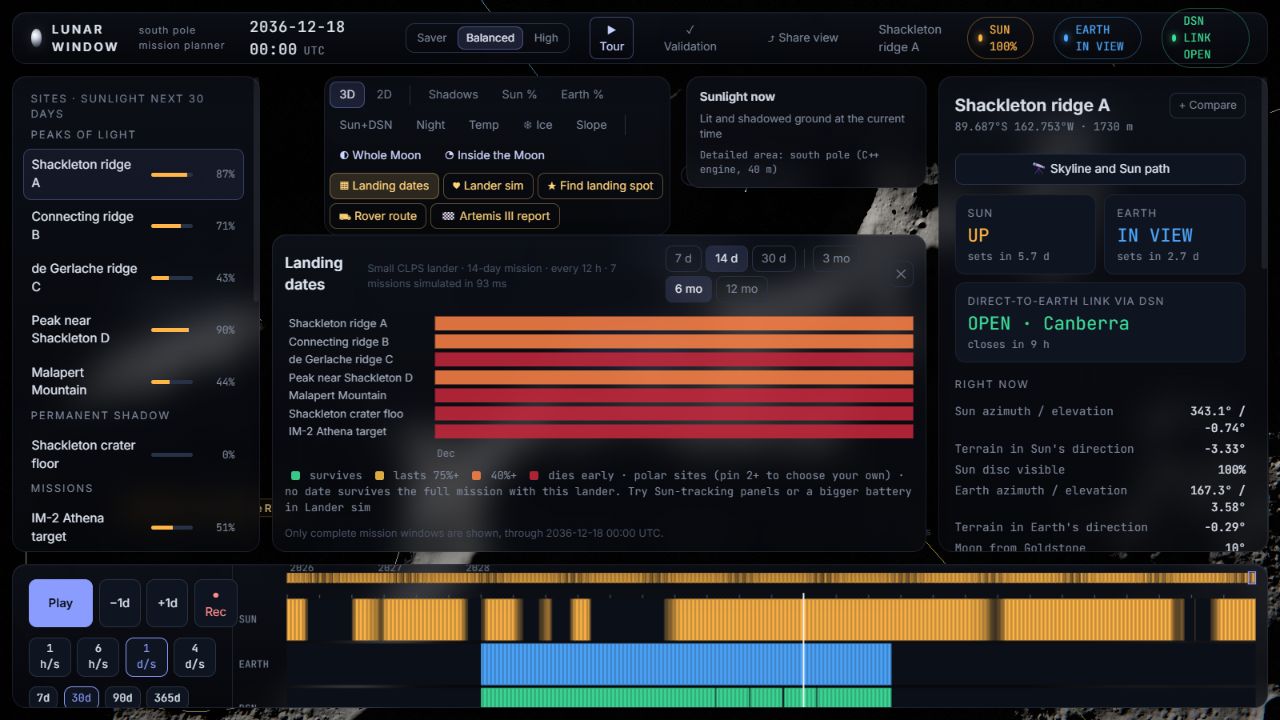 LUNAR
WINDOW
south pole
mission planner
2036-12-18
00:00 UTC
Saver
Balanced
High
▶
Tour
✓
Validation
⤴ Share view
Shackleton
ridge A
SUN
100%
EARTH
IN VIEW
DSN
LINK
OPEN
SITES · SUNLIGHT NEXT 30
DAYS
PEAKS OF LIGHT
Shackleton ridge
A
87%
Connecting ridge
B
71%
de Gerlache ridge
C
43%
Peak near
Shackleton D
90%
Malapert
Mountain
44%
PERMANENT SHADOW
Shackleton crater
floor
0%
MISSIONS
IM-2 Athena
target
51%
3D
2D
Shadows
Sun %
Earth %
Sun+DSN
Night
Temp
❄ Ice
Slope
◐ Whole Moon
◔ Inside the Moon
▦ Landing dates
♥ Lander sim
★ Find landing spot
⛟ Rover route
🏁 Artemis III report
Sunlight now
Lit and shadowed ground at the current
time
Detailed area: south pole (C++
engine, 40 m)
Landing
dates
Small CLPS lander · 14-day mission · every 12 h · 7
missions simulated in 93 ms
7 d
14 d
30 d
3 mo
6 mo
12 mo
✕
Shackleton ridge A
Connecting ridge B
de Gerlache ridge C
Peak near Shackleton D
Malapert Mountain
Shackleton crater floo
IM-2 Athena target
Dec
survives
lasts 75%+
40%+
dies early · polar sites (pin 2+ to choose your own) ·
no date survives the full mission with this lander. Try Sun-tracking panels or a bigger battery
in Lander sim
Only complete mission windows are shown, through 2036-12-18 00:00 UTC.
Shackleton ridge A
+ Compare
89.687°S 162.753°W · 1730 m
🔭 Skyline and Sun path
SUN
UP
sets in 5.7 d
EARTH
IN VIEW
sets in 2.7 d
DIRECT-TO-EARTH LINK VIA DSN
OPEN · Canberra
closes in 9 h
RIGHT NOW
Sun azimuth / elevation
343.1° /
-0.74°
Terrain in Sun's direction
-3.33°
Sun disc visible
100%
Earth azimuth / elevation
167.3° /
3.58°
Terrain in Earth's direction
-0.29°
Moon from Goldstone
10°
Play
−1d
+1d
●
Rec
1
h/s
6
h/s
1
d/s
4
d/s
7d
30d
90d
365d
2026
2027
2028
SUN
EARTH
DSN